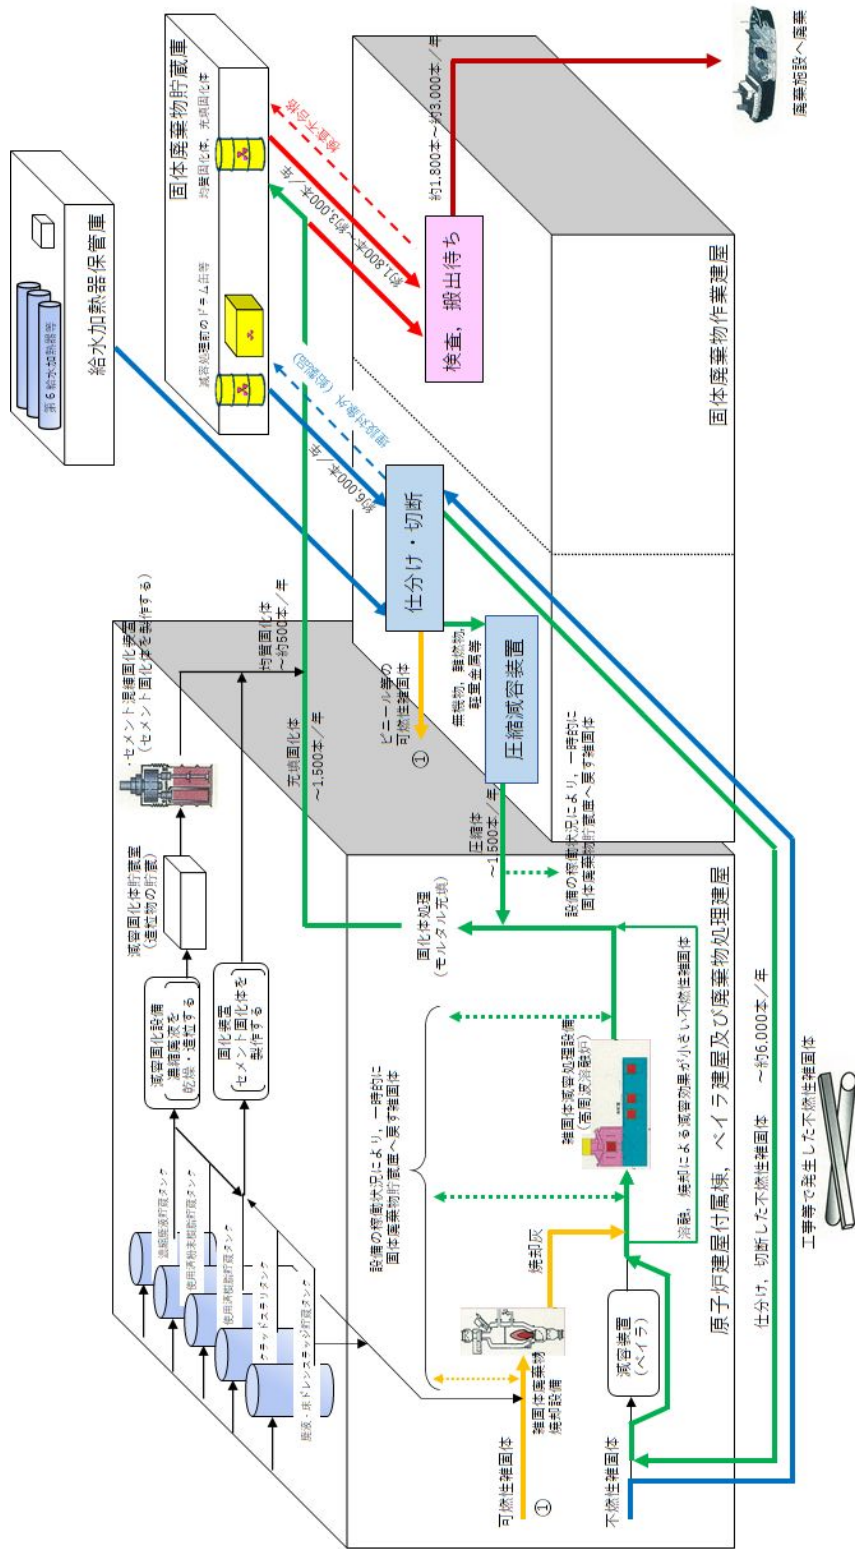 濃縮廃液貯蔵タンク
使用済粉末樹脂貯蔵タンク
使用済樹脂貯蔵タンク
クラッドスラリタンク
廃液・床ドレンスラッジ貯蔵タンク
減容固化設備
濃縮廃液を
乾燥・造粒する
減容固化体貯蔵室
(造粒物の貯蔵)
・セメント混練固化装置
(セメント固化体を製作する)
固化装置
セメント固化体を
製作する
均質固化体
~約500本/年
充填固化体
~1,500本/年
給水加熱器保管庫
第6給水加熱器等
固体廃棄物貯蔵庫
減容処理前のドラム缶等
均質固化体、充填固化体
約6,000本/年
埋設対象外(鉛製品)
約1,800本~約3,000本/年
検査不合格
設備の稼働状況により、一時的に
固体廃棄物貯蔵庫へ戻す雑固体
可燃性雑固体
①
雑固体廃棄物
焼却設備
焼却灰
不燃性雑固体
減容装置
(ベイラ)
雑固体減容処理設備
(高周波溶融炉)
溶融,焼却による減容効果が小さい不燃性雑固体
固化体処理
(モルタル充填)
圧縮体
~1,500本/年
設備の稼働状況により、一時的に
固体廃棄物貯蔵庫へ戻す雑固体
ビニール等の
可燃性雑固体
①
仕分け・切断
無機物,難燃物,
軽量金属等
圧縮減容装置
検査,搬出待ち
約1,800本~約3,000本/年
廃棄施設へ廃棄
固体廃棄物作業建屋
原子炉建屋付属棟,ベイラ建屋及び廃棄物処理建屋
仕分け,切断した不燃性雑固体 ~約6,000本/年
工事等で発生した不燃性雑固体